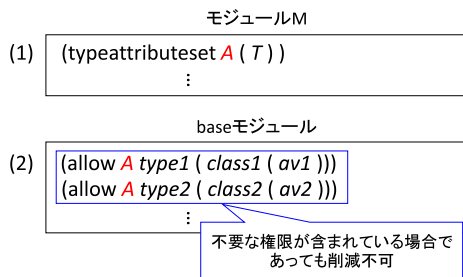 モジュールM
(1) (typeattributeset A ( T ) )
⋮
baseモジュール
(2) (allow A type1 ( class1 ( av1 )))
(allow A type2 ( class2 ( av2 )))
⋮
不要な権限が含まれている場合で
あっても削減不可